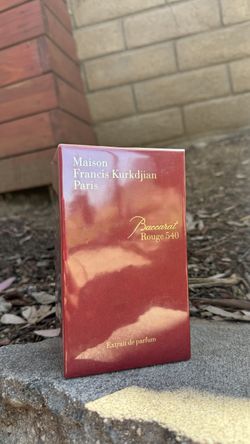 Maison
Francis Kurkdjian
Paris
Baccarat
Rouge 540
Extrait de parfum